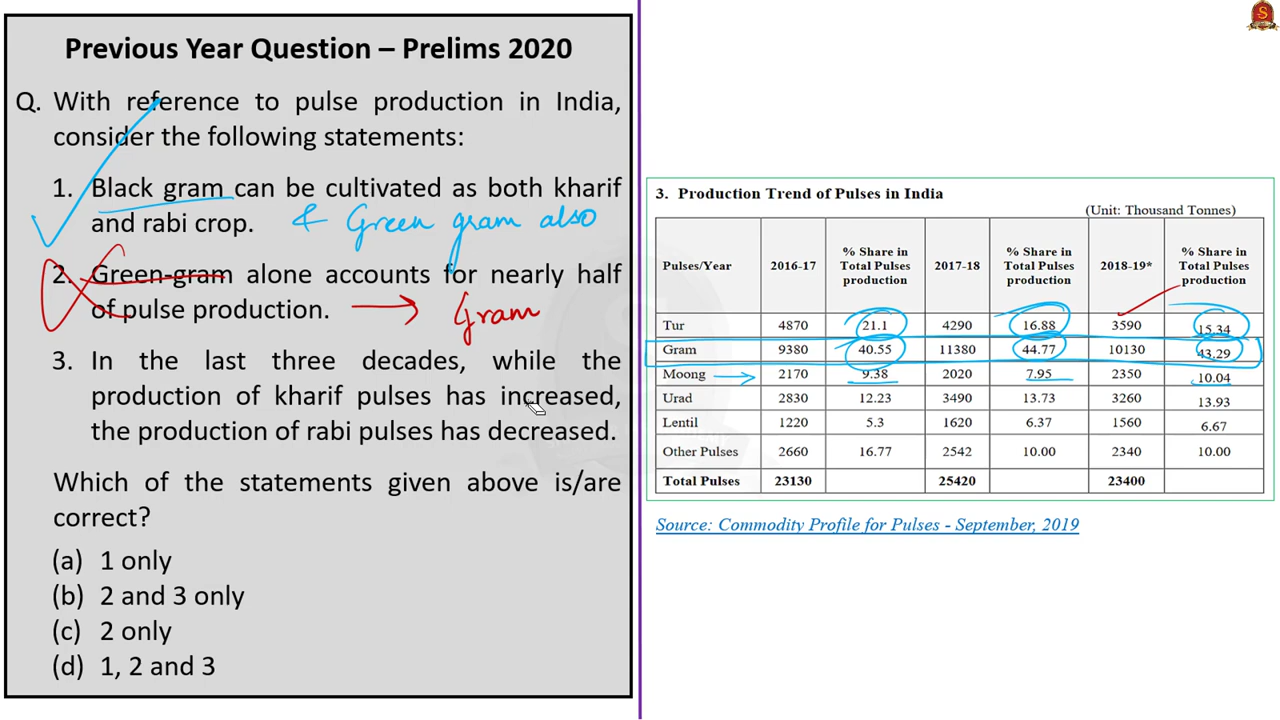 Previous Year Question – Prelims 2020
Q. With reference to pulse production in India,
consider the following statements:
1. Black gram can be cultivated as both kharif
and rabi crop. & Green gram also
2. Green-gram alone accounts for nearly half
of pulse production. → Gram
3. In the last three decades, while the
production of kharif pulses has increased,
the production of rabi pulses has decreased.
Which of the statements given above is/are
correct?
(a) 1 only
(b) 2 and 3 only
(c) 2 only
(d) 1, 2 and 3
S
3. Production Trend of Pulses in India
(Unit: Thousand Tonnes)
Pulses/Year 2016-17 % Share in Total Pulses production 2017-18 % Share in Total Pulses production 2018-19* % Share in Total Pulses production
Tur 4870 21.1 4290 16.88 3590 15.34
Gram 9380 40.55 11380 44.77 10130 43.29
Moong 2170 9.38 2020 7.95 2350 10.04
Urad 2830 12.23 3490 13.73 3260 13.93
Lentil 1220 5.3 1620 6.37 1560 6.67
Other Pulses 2660 16.77 2542 10.00 2340 10.00
Total Pulses 23130 25420 23400
Source: Commodity Profile for Pulses - September, 2019